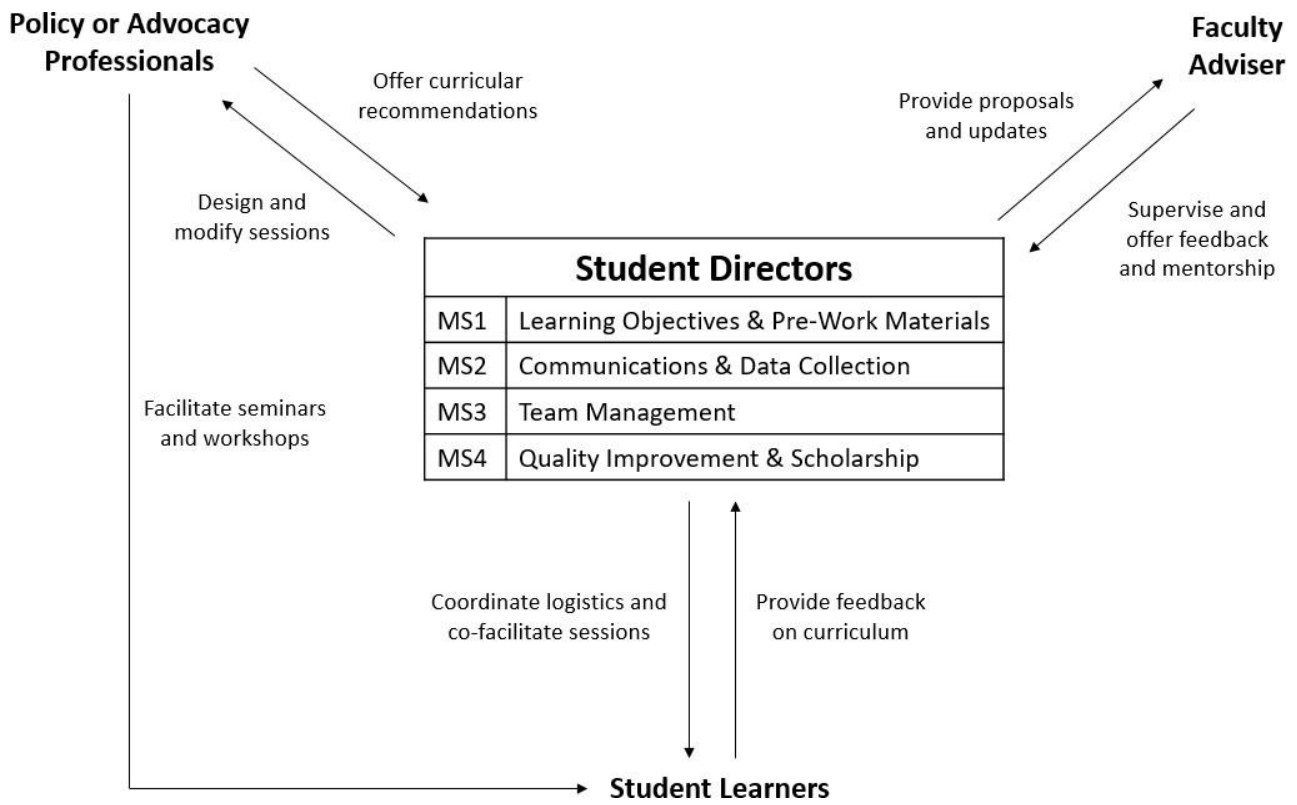 Policy or Advocacy
Professionals
Faculty
Adviser
Offer curricular
recommendations
Provide proposals
and updates
Design and
modify sessions
Supervise and
offer feedback
and mentorship
Student Directors
MS1 Learning Objectives & Pre-Work Materials
MS2 Communications & Data Collection
MS3 Team Management
MS4 Quality Improvement & Scholarship
Facilitate seminars
and workshops
Coordinate logistics and
co-facilitate sessions
Provide feedback
on curriculum
Student Learners